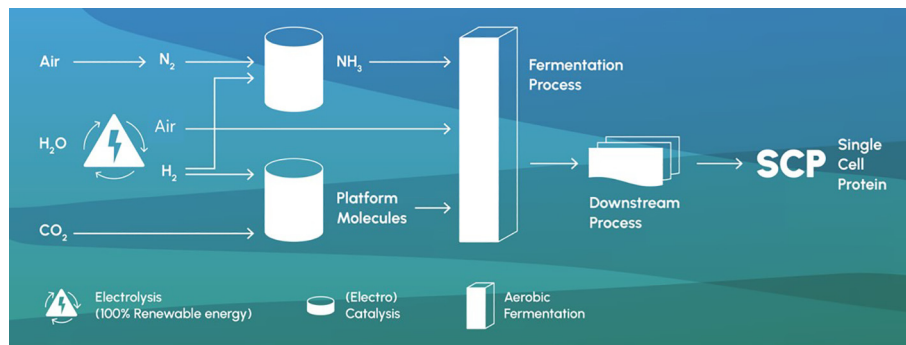 Air
N₂
NH₃
Fermentation
Process
H₂O
Air
H₂
Platform
Molecules
CO₂
Downstream
Process
SCP
Single
Cell
Protein
Electrolysis
(100% Renewable energy)
(Electro)
Catalysis
Aerobic
Fermentation